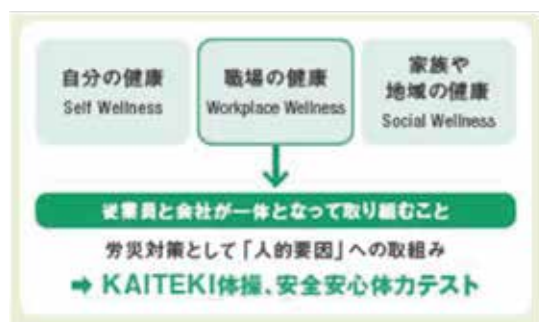 自分の健康
Self Wellness
職場の健康
Workplace Wellness
家族や
地域の健康
Social Wellness
従業員と会社が一体となって取り組むこと
労災対策として「人的要因」への取組み
➡ KAITEKI体操、安全安心体力テスト